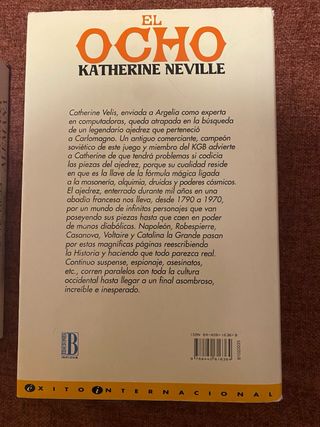 EL
OCHO
KATHERINE NEVILLE
Catherine Velis, enviada a Argelia como experta
en computadoras, queda atrapada en la búsqueda
de un legendario ajedrez que perteneció
a Carlomagno. Un antiguo comerciante, campeón
soviético de este juego y miembro del KGB advierte
a Catherine de que tendrá problemas si codicia
las piezas del ajedrez, porque su cualidad reside
en que es la llave de la fórmula mágica ligada
a la masonería, alquimia, druidas y poderes cósmicos.
El ajedrez, enterrado durante mil años en una
abadía francesa nos lleva, desde 1790 a 1970,
por un mundo de infinitos personajes que van
poseyendo sus piezas hasta que caen en poder
de munos diabólicas. Napoleón, Robespierre,
Casanova, Voltaire y Catalina la Grande pasan
por estas magníficas páginas reescribiendo
la Historia y haciendo que todo parezca real.
Continuo suspense, espionaje, asesinatos,
etc., corren paralelos con toda la cultura
occidental hasta llegar a un final asombroso,
increíble e inesperado.
B
EXITO INTERNACIONAL